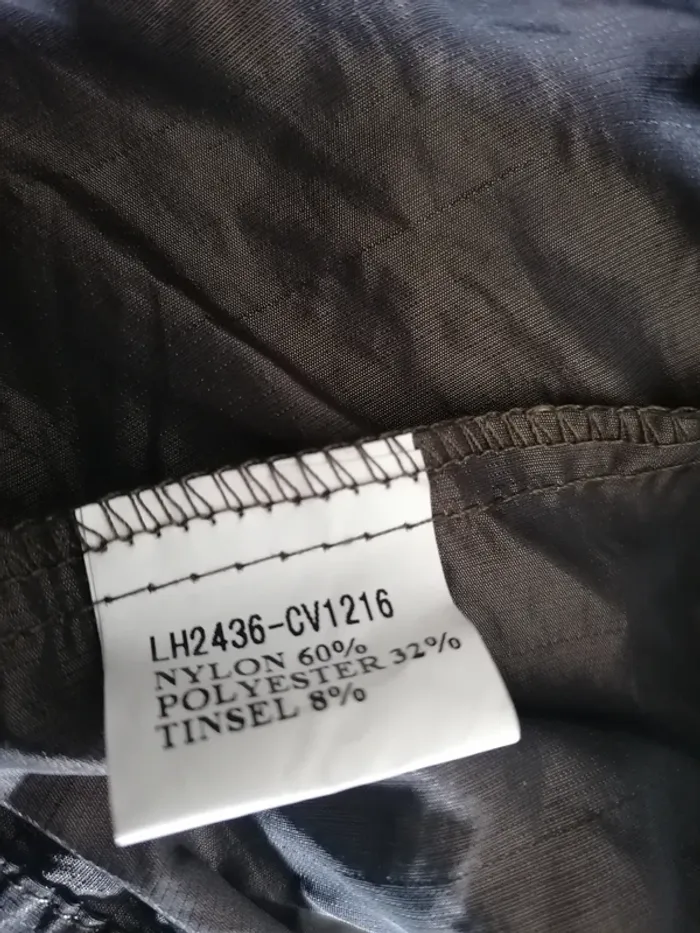 LH2436-CV1216
NYLON 60%
POLYESTER 32%
TINSEL 8%